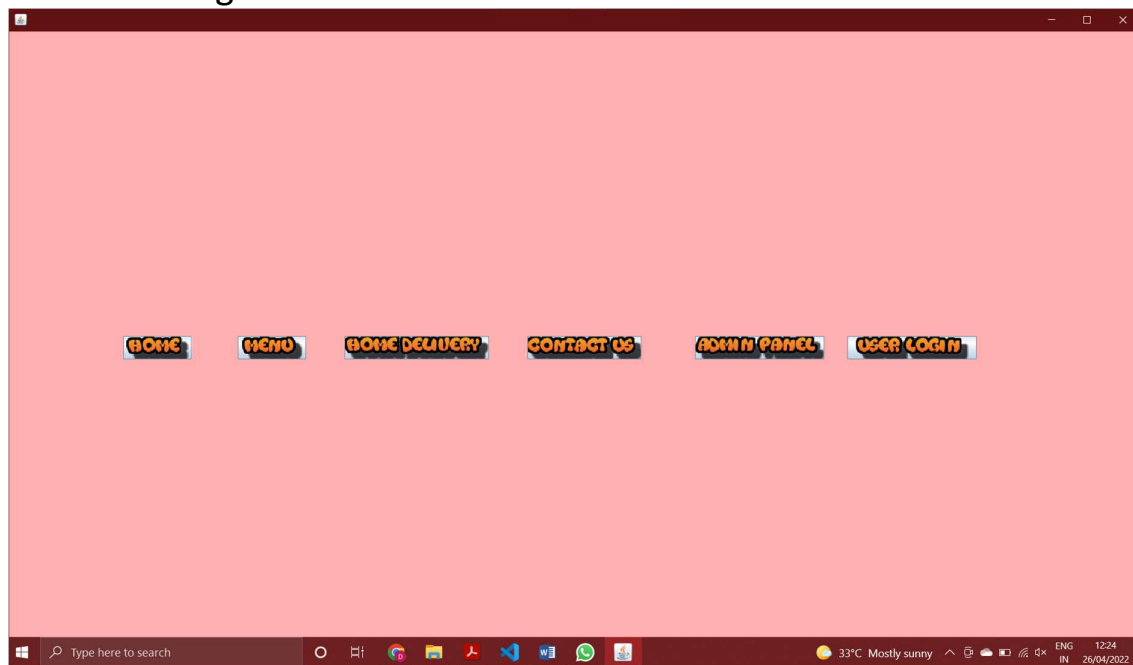 HOME MENU HOME DELIVERY CONTACT US ADMIN PANEL USER LOGIN
Type here to search 33°C Mostly sunny ENG 12:24
IN 26/04/2022